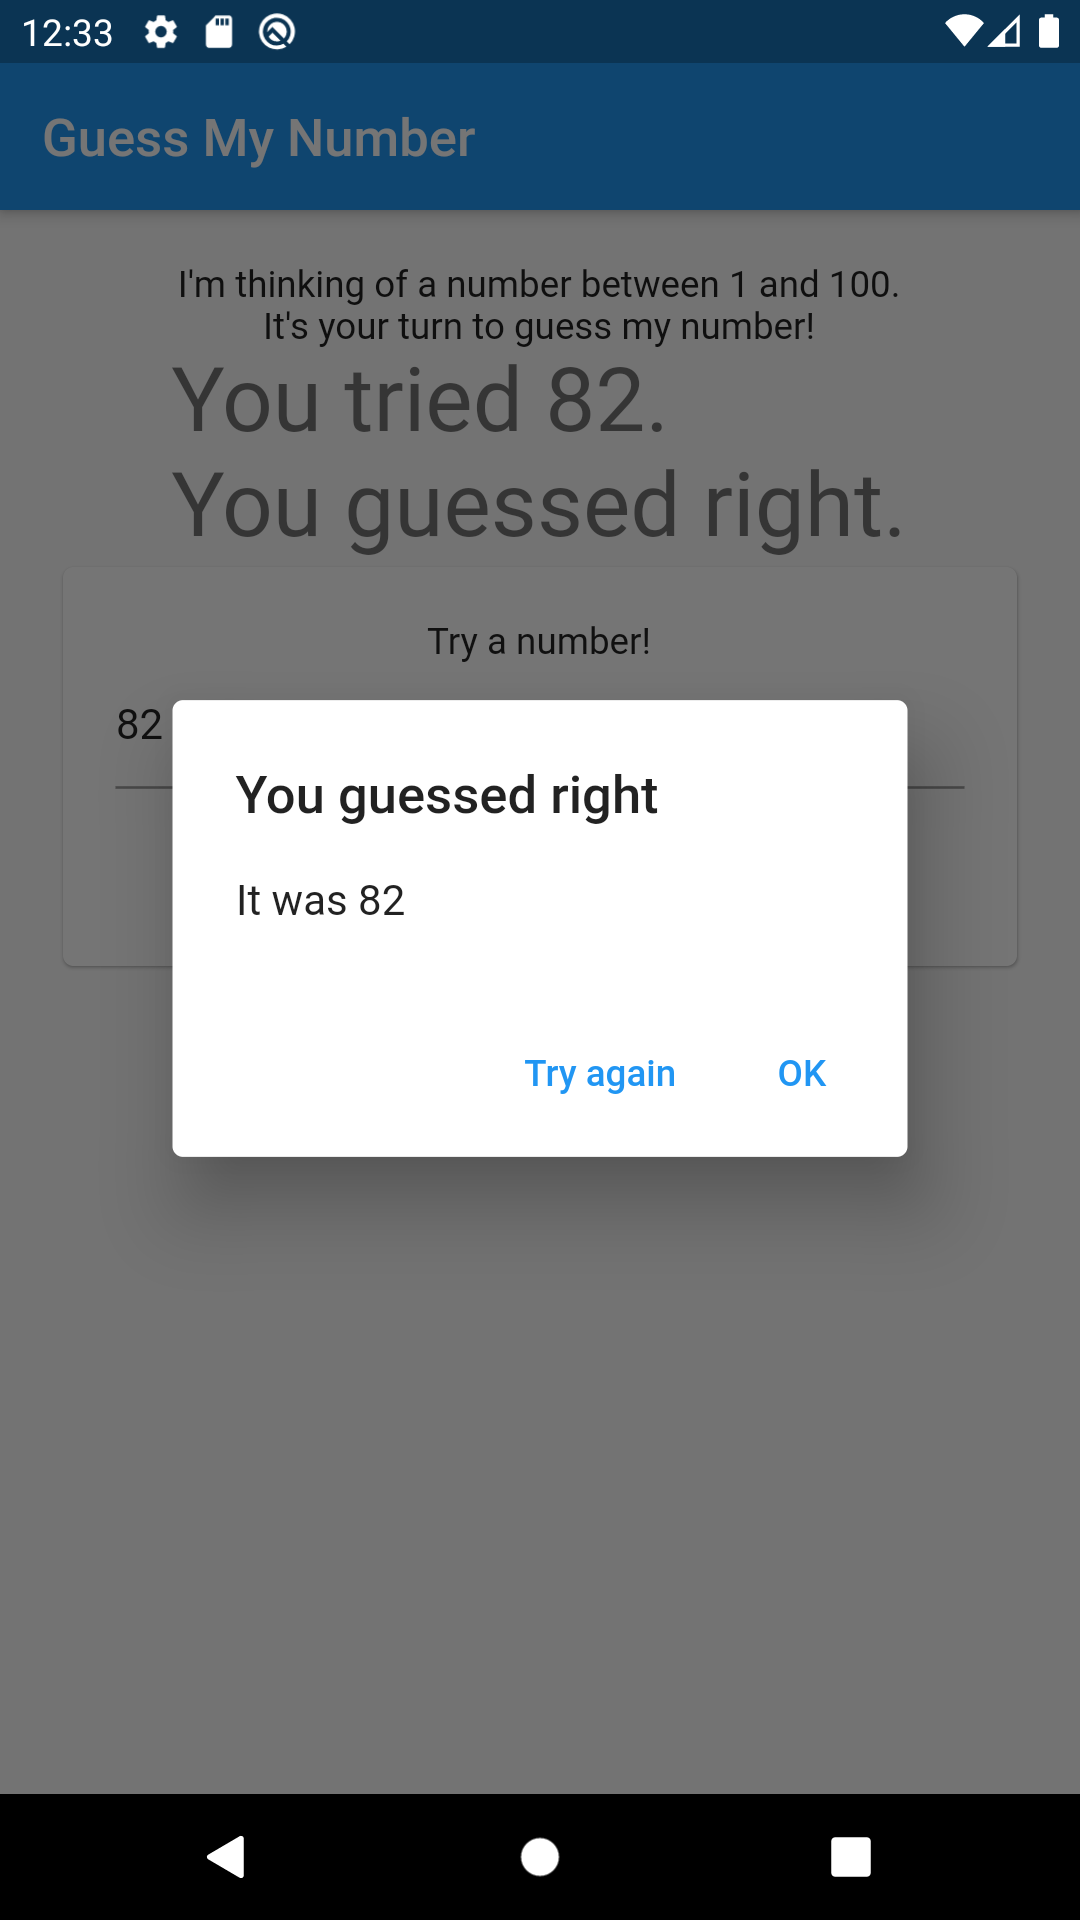 12:33
Guess My Number
I'm thinking of a number between 1 and 100.
It's your turn to guess my number!
You tried 82.
You guessed right.
Try a number!
82
You guessed right
It was 82
Try again OK